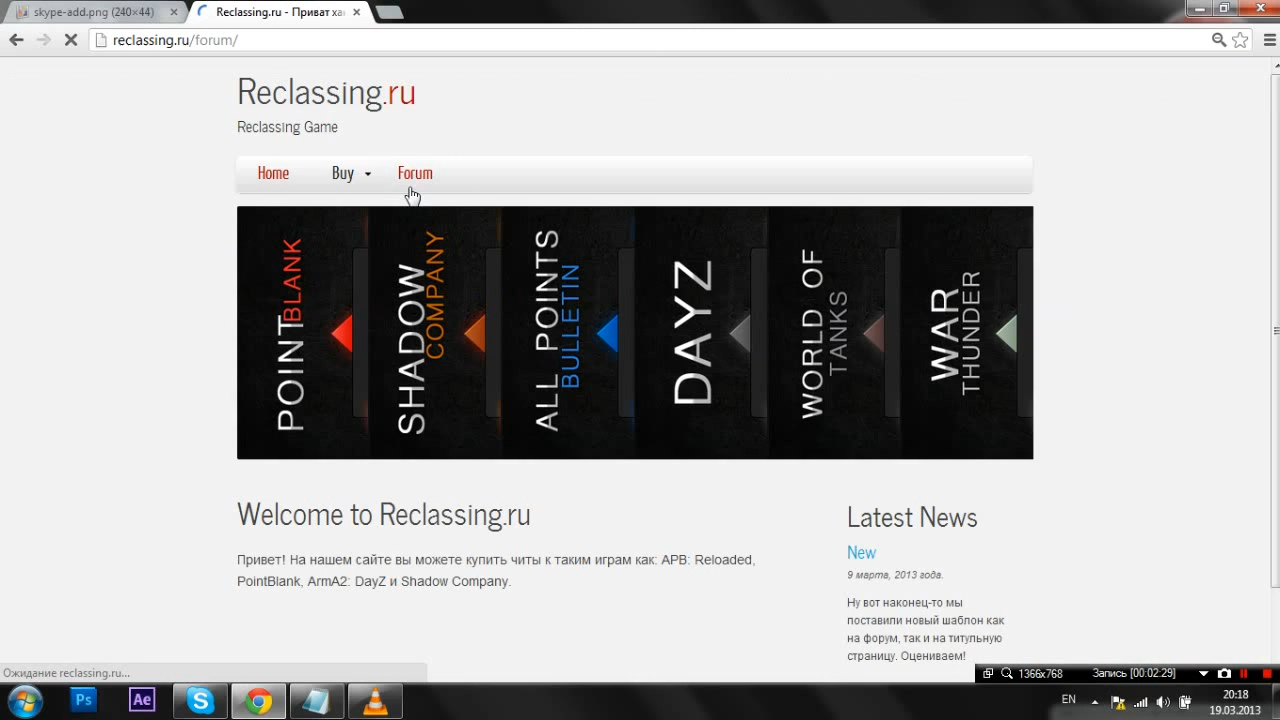 skype-add.png (240×44)
Reclassing.ru - Приват ха
reclassing.ru/forum/
Reclassing.ru
Reclassing Game
Home
Buy
Forum
POINT BLANK
SHADOW COMPANY
ALL POINTS BULLETIN
DAYZ
WORLD OF TANKS
WAR THUNDER
Welcome to Reclassing.ru
Привет! На нашем сайте вы можете купить читы к таким играм как: APB: Reloaded,
PointBlank, ArmA2: DayZ и Shadow Company.
Latest News
New
9 марта, 2013 года.
Ну вот наконец-то мы
поставили новый шаблон как
на форум, так и на титульную
страницу. Оцениваем!
Ожидание reclassing.ru...
1366x768
Запись [00:02:29]
Ps
Ae
EN
20:18
19.03.2013